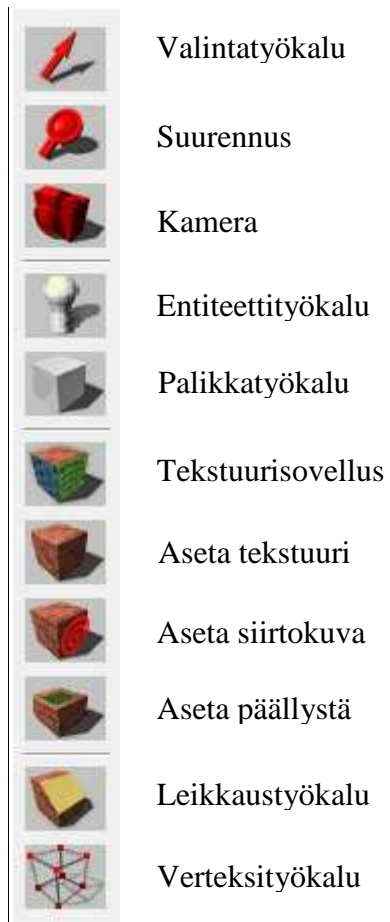 Valintatyökalu
Suurennus
Kamera
Entiteettityökalu
Palikkatyökalu
Tekstuurisovellus
Aseta tekstuuri
Aseta siirtokuva
Aseta päällystä
Leikkaustyökalu
Verteksityökalu